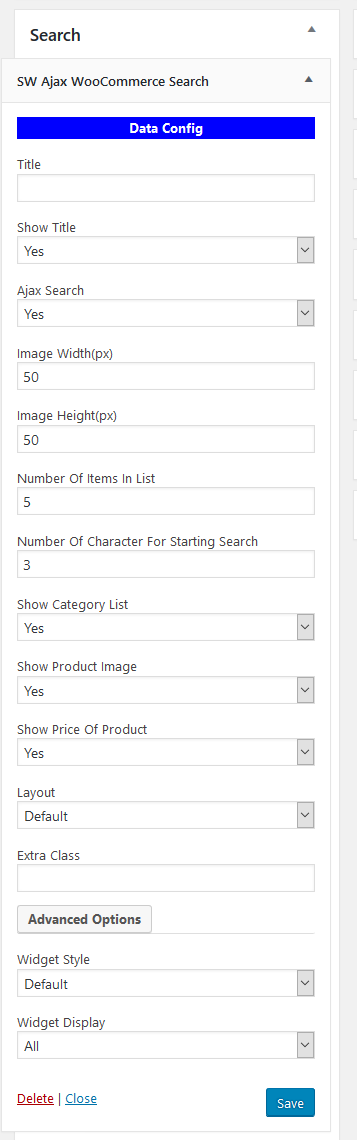 Search
SW Ajax WooCommerce Search
Data Config
Title
Show Title
Yes
Ajax Search
Yes
Image Width(px)
50
Image Height(px)
50
Number Of Items In List
5
Number Of Character For Starting Search
3
Show Category List
Yes
Show Product Image
Yes
Show Price Of Product
Yes
Layout
Default
Extra Class
Advanced Options
Widget Style
Default
Widget Display
All
Delete | Close Save